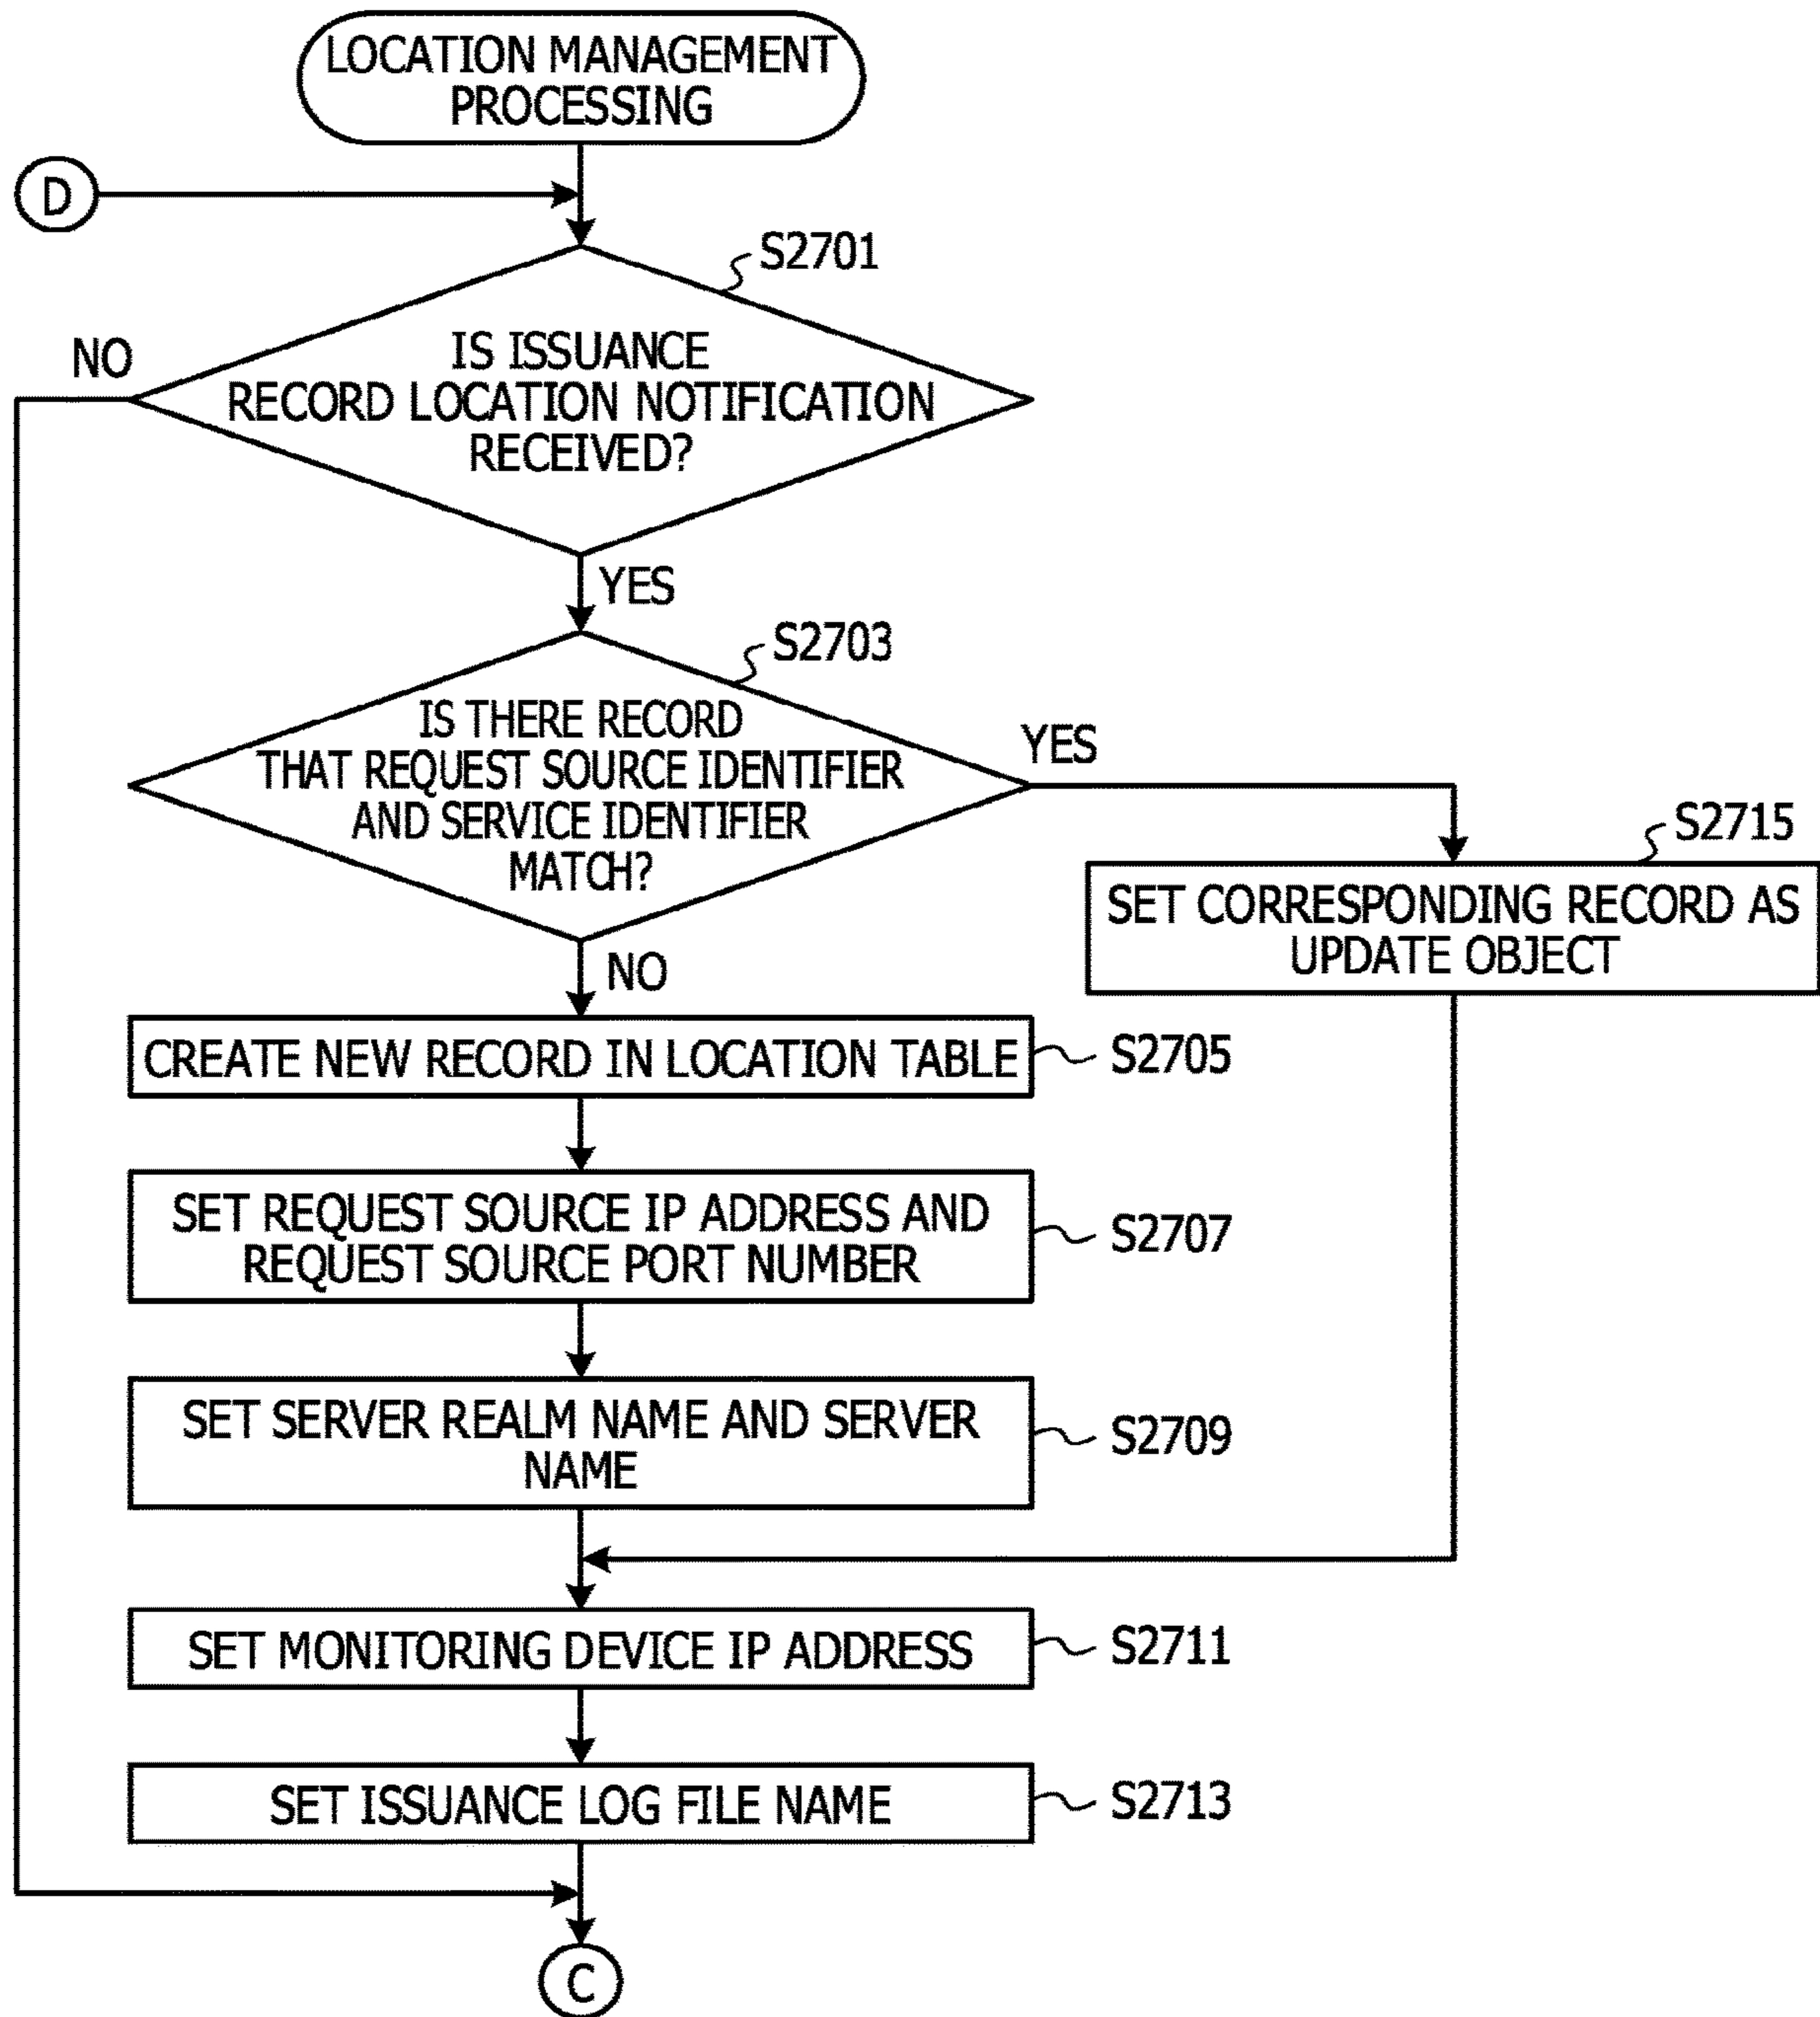 LOCATION MANAGEMENT
PROCESSING
D
S2701
NO
IS ISSUANCE
RECORD LOCATION NOTIFICATION
RECEIVED?
YES
S2703
IS THERE RECORD
THAT REQUEST SOURCE IDENTIFIER
AND SERVICE IDENTIFIER
MATCH?
YES
S2715
SET CORRESPONDING RECORD AS
UPDATE OBJECT
NO
CREATE NEW RECORD IN LOCATION TABLE
S2705
SET REQUEST SOURCE IP ADDRESS AND
REQUEST SOURCE PORT NUMBER
S2707
SET SERVER REALM NAME AND SERVER
NAME
S2709
SET MONITORING DEVICE IP ADDRESS
S2711
SET ISSUANCE LOG FILE NAME
S2713
C